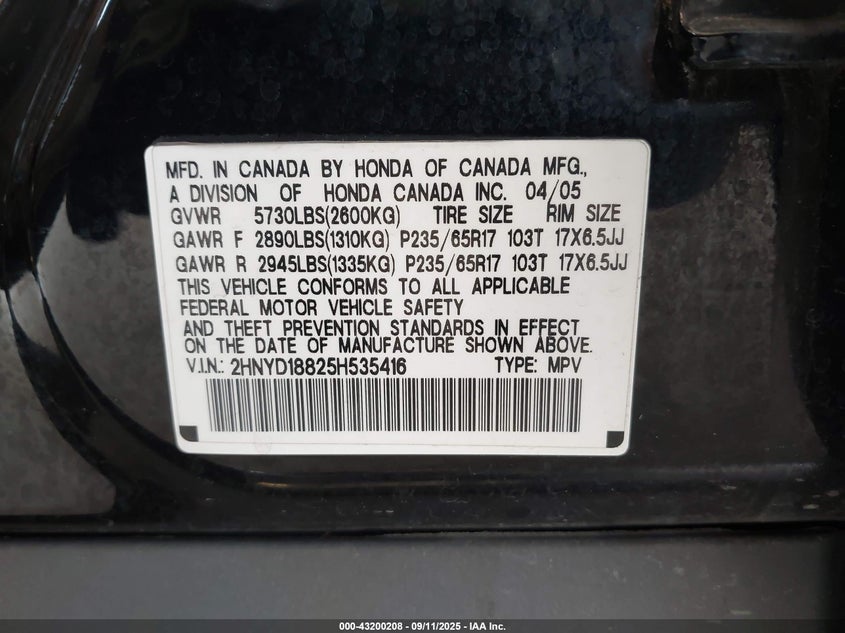 MFD. IN CANADA BY HONDA OF CANADA MFG.,
A DIVISION OF HONDA CANADA INC. 04/05
GVWR 5730LBS(2600KG) TIRE SIZE RIM SIZE
GAWR F 2890LBS(1310KG) P235/65R17 103T 17X6.5JJ
GAWR R 2945LBS(1335KG) P235/65R17 103T 17X6.5JJ
THIS VEHICLE CONFORMS TO ALL APPLICABLE
FEDERAL MOTOR VEHICLE SAFETY
AND THEFT PREVENTION STANDARDS IN EFFECT
ON THE DATE OF MANUFACTURE SHOWN ABOVE.
V.I.N.: 2HNYD18825H535416 TYPE: MPV
000-43200208 - 09/11/2025 - IAA Inc.